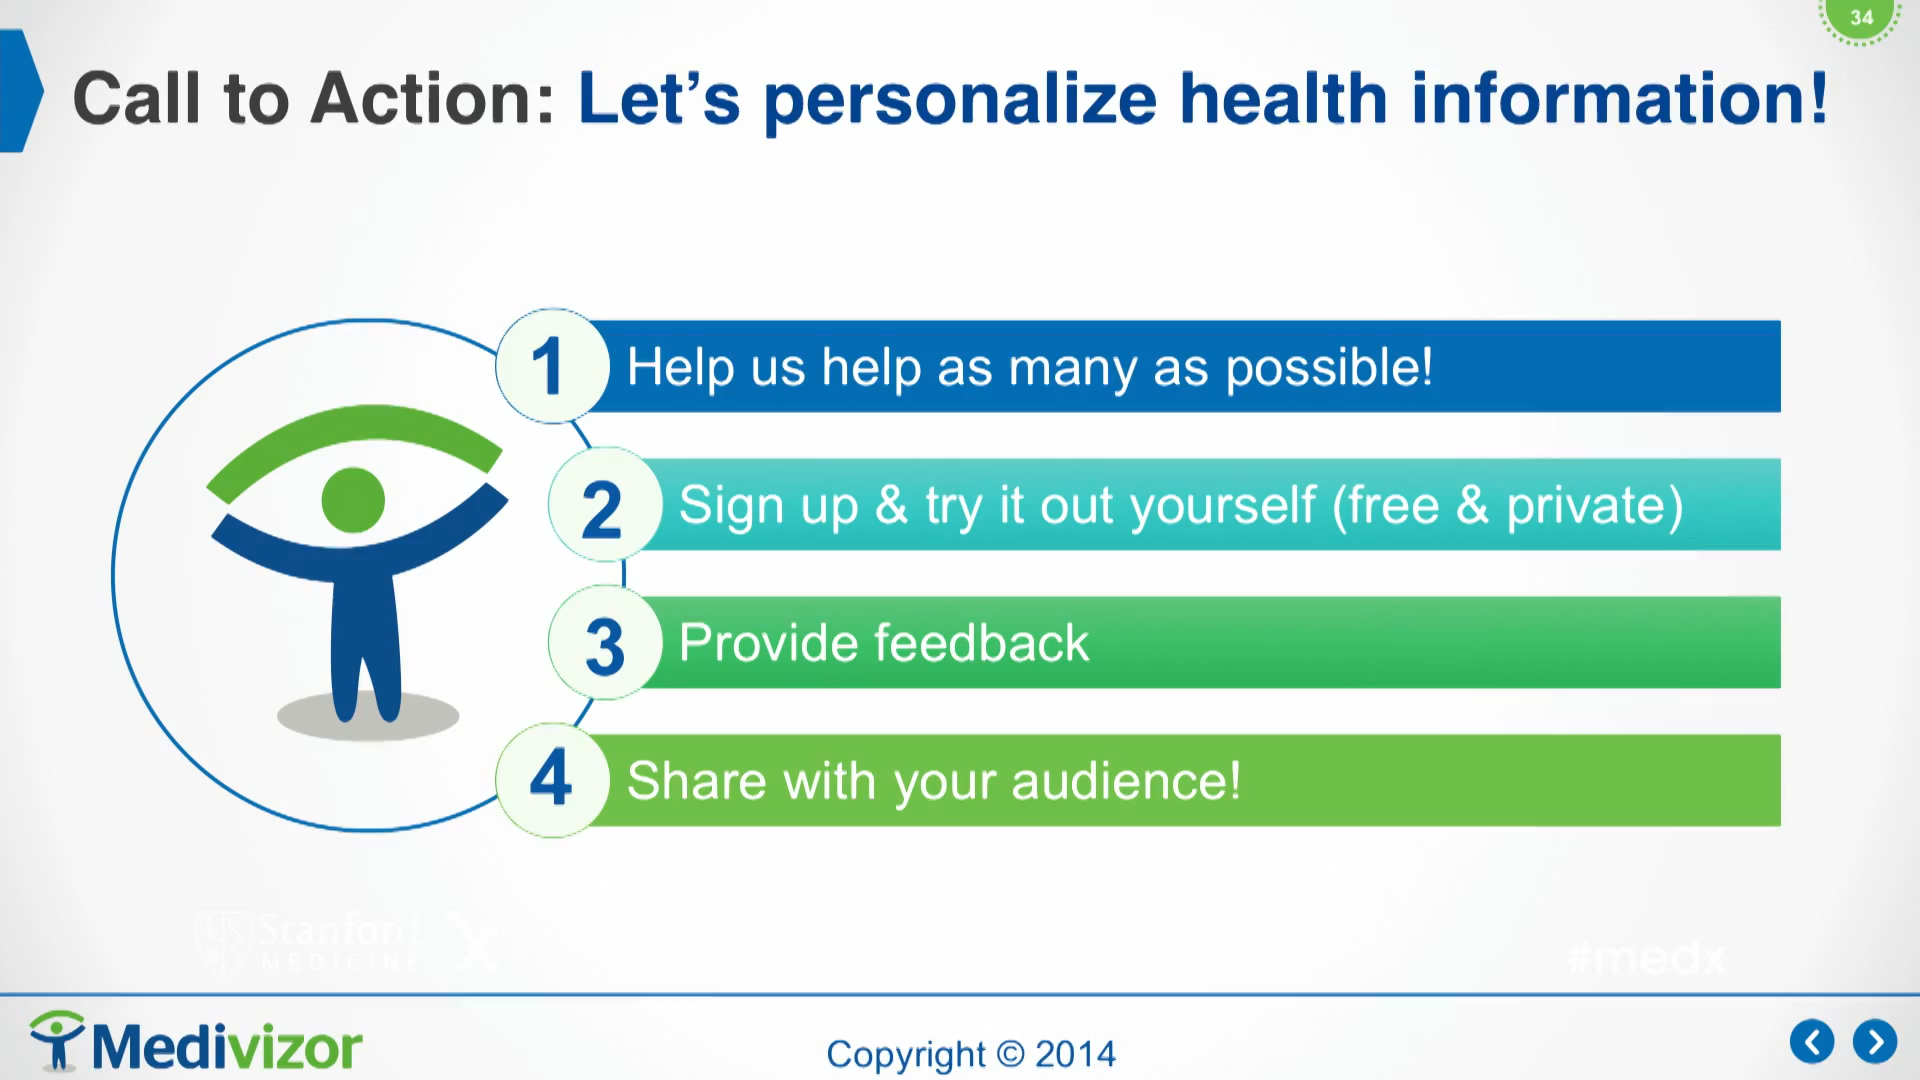 34
Call to Action: Let's personalize health information!
1 Help us help as many as possible!
2 Sign up & try it out yourself (free & private)
3 Provide feedback
4 Share with your audience!
Stanford
MEDICINE X
#medx
Medivizor
Copyright © 2014